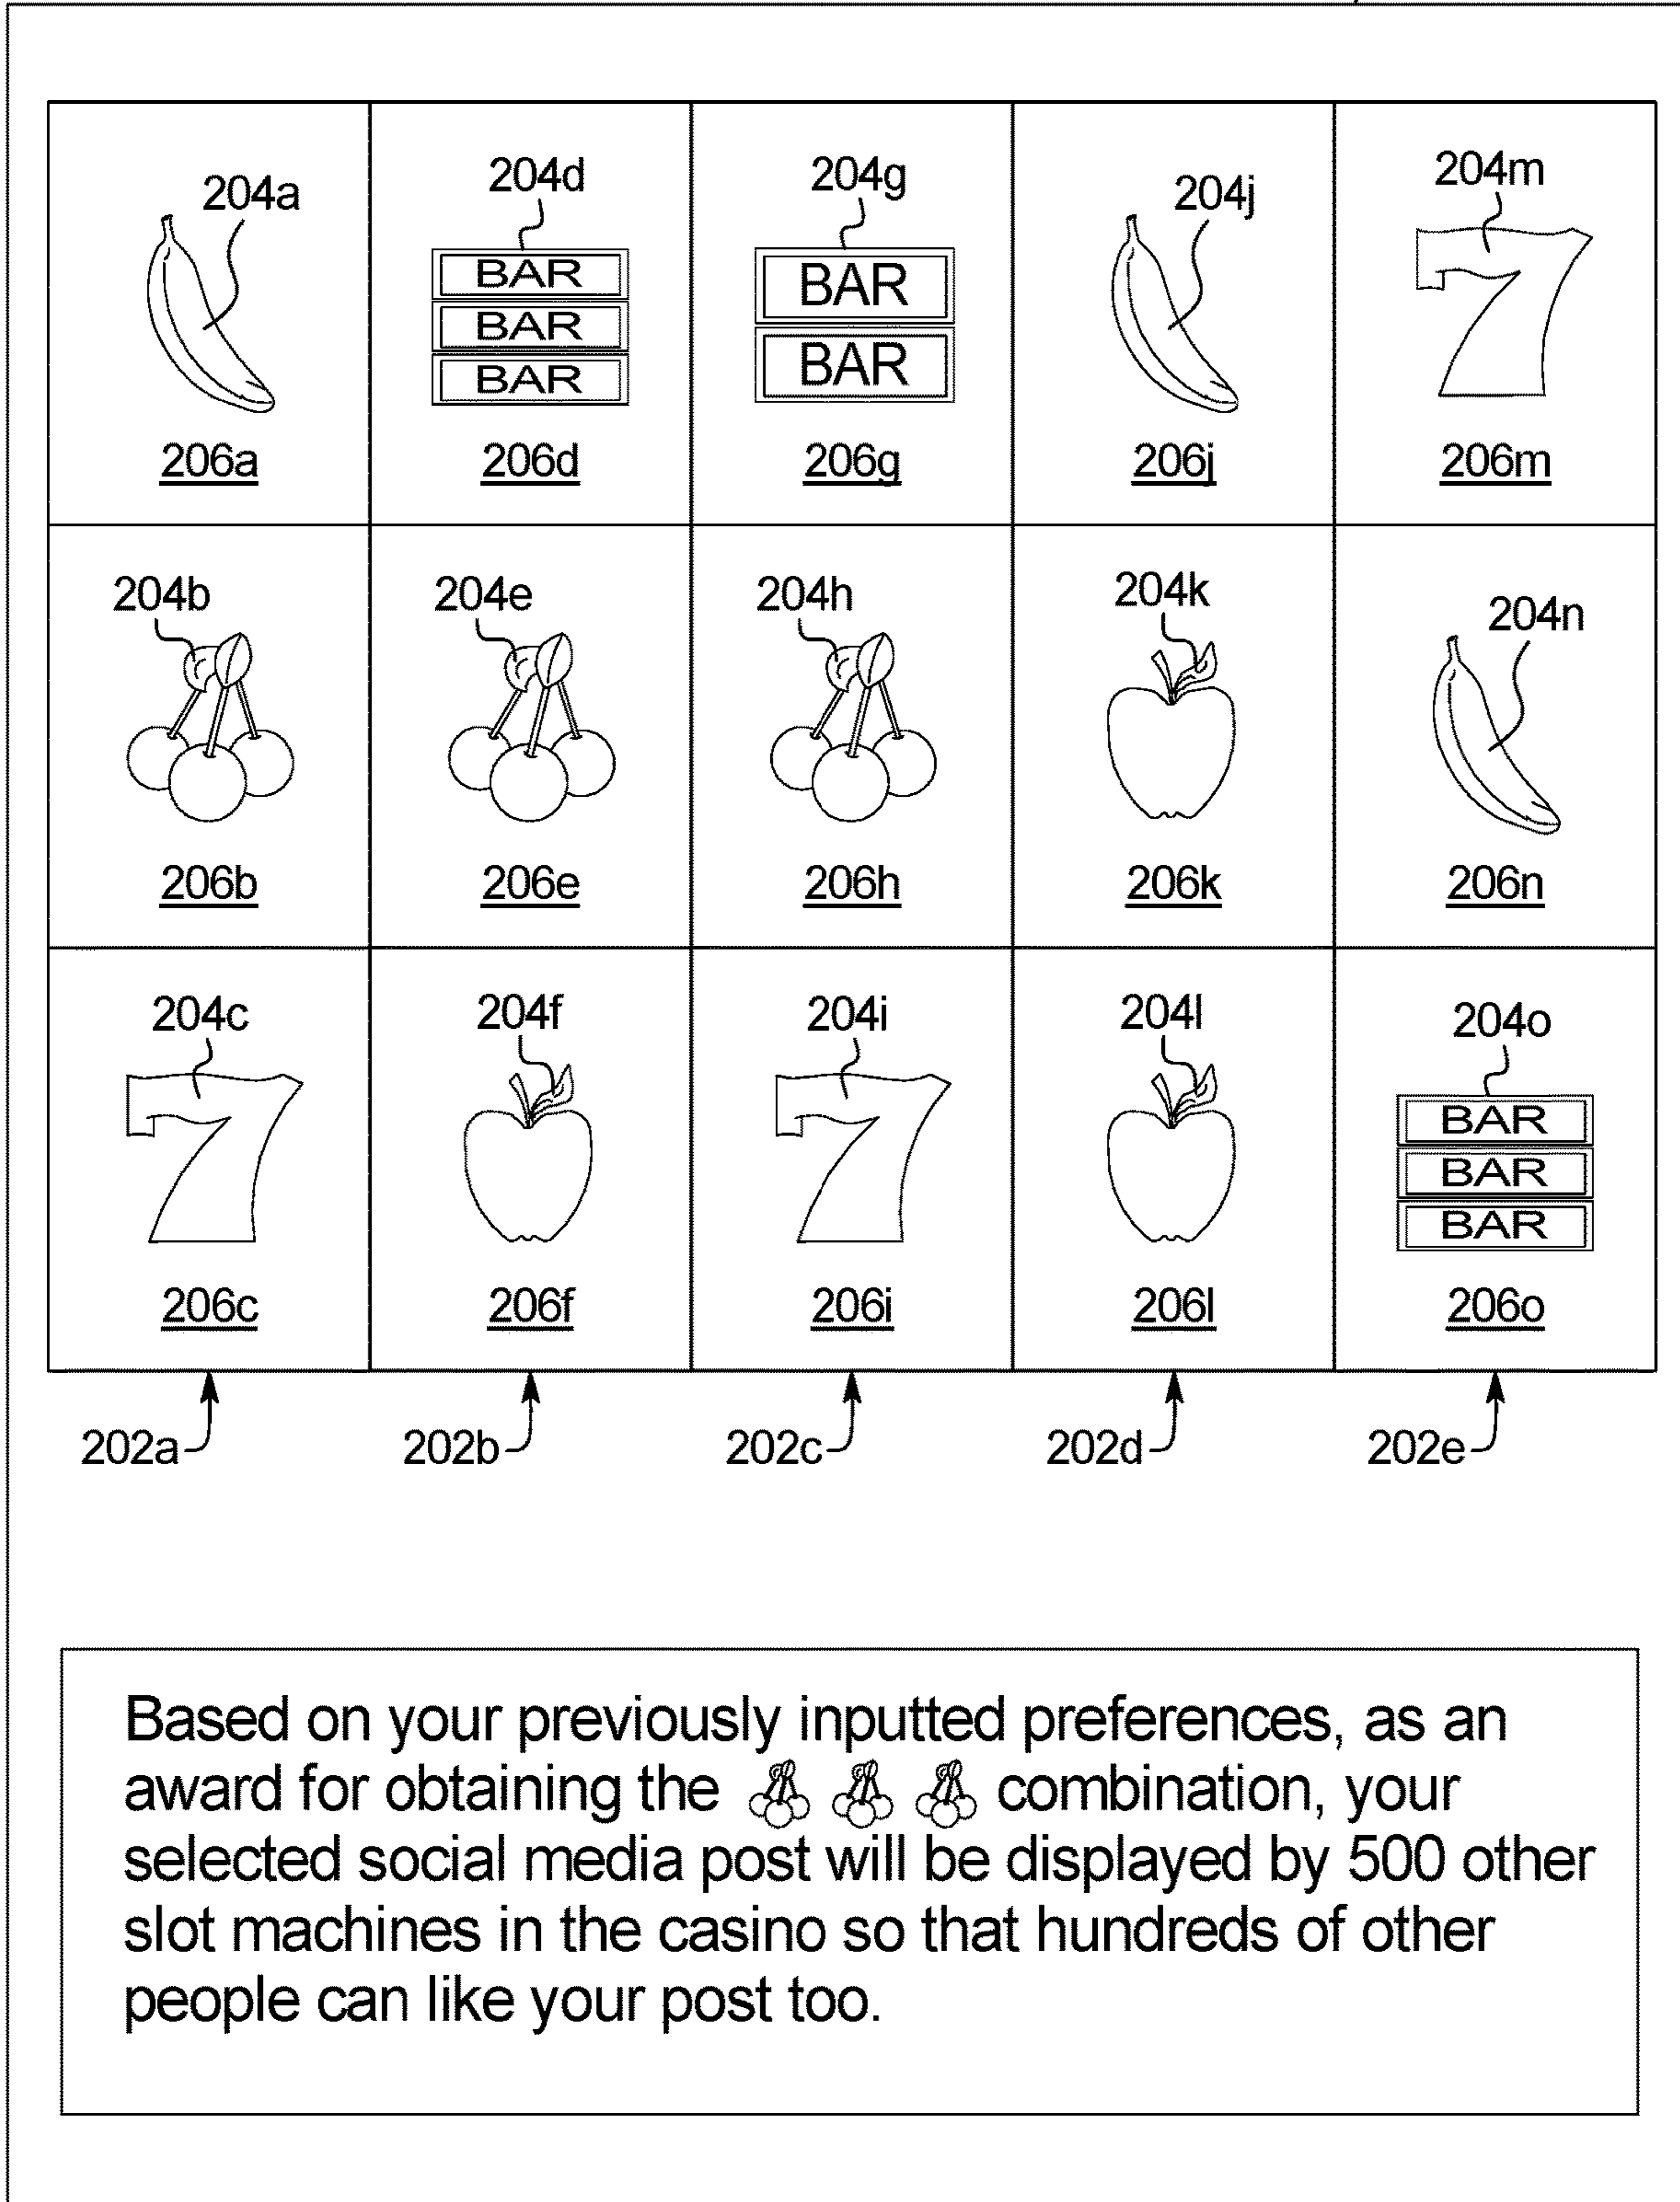 204a 204d 204g 204j 204m
BAR BAR
BAR BAR
BAR
206a 206d 206g 206j 206m
204b 204e 204h 204k 204n
206b 206e 206h 206k 206n
204c 204f 204i 204l 204o
BAR
BAR
BAR
206c 206f 206i 206l 206o
202a 202b 202c 202d 202e
Based on your previously inputted preferences, as an
award for obtaining the combination, your
selected social media post will be displayed by 500 other
slot machines in the casino so that hundreds of other
people can like your post too.